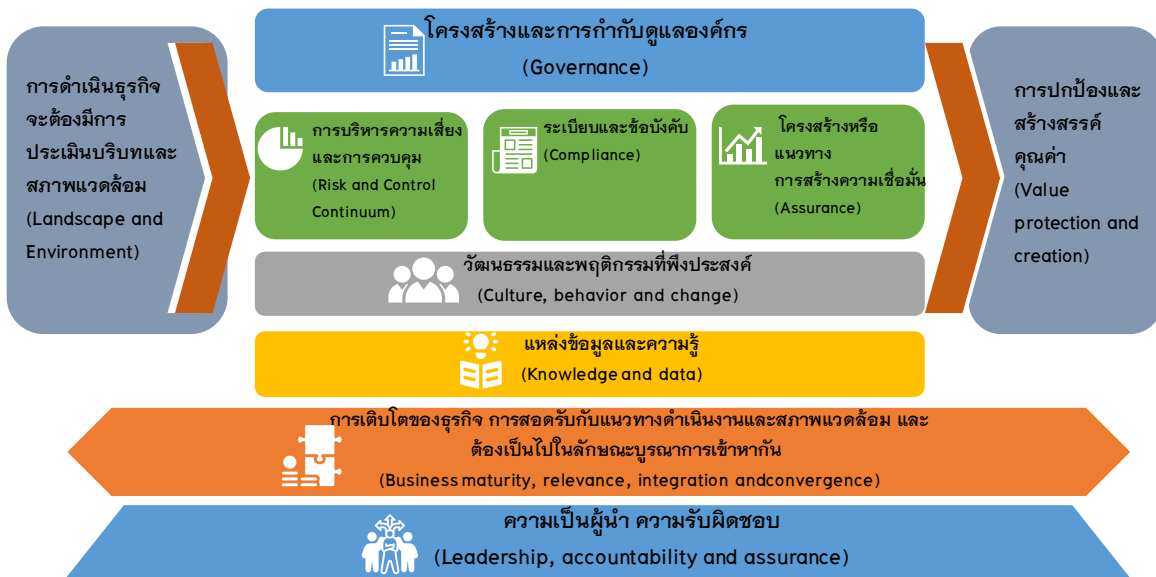 การดำเนินธุรกิจ
จะต้องมีการ
ประเมินบริบทและ
สภาพแวดล้อม
(Landscape and
Environment)
โครงสร้างและการกำกับดูแลองค์กร
(Governance)
การบริหารความเสี่ยง
และการควบคุม
(Risk and Control
Continuum)
ระเบียบและข้อบังคับ
(Compliance)
โครงสร้างหรือ
แนวทาง
การสร้างความเชื่อมั่น
(Assurance)
วัฒนธรรมและพฤติกรรมที่พึงประสงค์
(Culture, behavior and change)
แหล่งข้อมูลและความรู้
(Knowledge and data)
การปกป้องและ
สร้างสรรค์
คุณค่า
(Value
protection and
creation)
การเติบโตของธุรกิจ การสอดรับกับแนวทางดำเนินงานและสภาพแวดล้อม และ
ต้องเป็นไปในลักษณะบูรณาการเข้าหากัน
(Business maturity, relevance, integration andconvergence)
ความเป็นผู้นำ ความรับผิดชอบ
(Leadership, accountability and assurance)